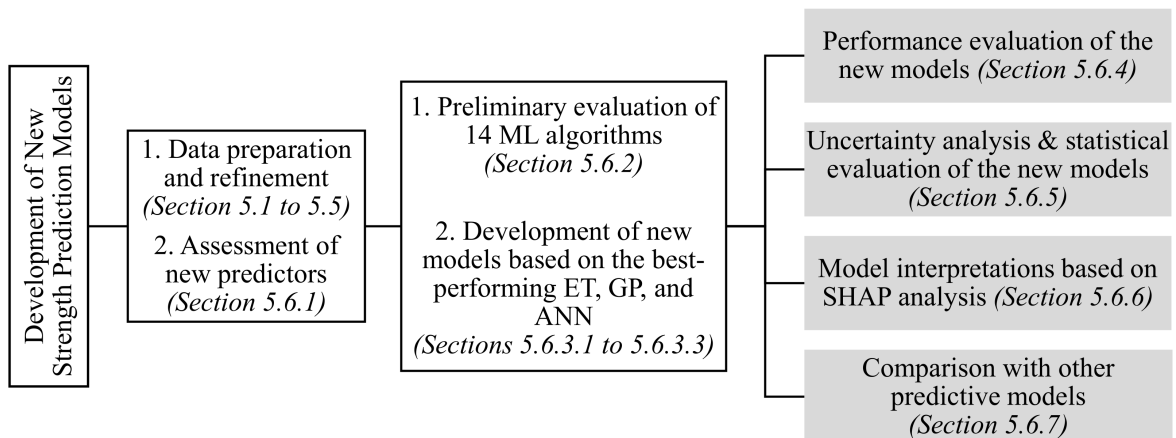 Development of New
Strength Prediction Models
1. Data preparation
and refinement
(Section 5.1 to 5.5)
2. Assessment of
new predictors
(Section 5.6.1)
1. Preliminary evaluation of
14 ML algorithms
(Section 5.6.2)
2. Development of new
models based on the best-
performing ET, GP, and
ANN
(Sections 5.6.3.1 to 5.6.3.3)
Performance evaluation of the
new models (Section 5.6.4)
Uncertainty analysis & statistical
evaluation of the new models
(Section 5.6.5)
Model interpretations based on
SHAP analysis (Section 5.6.6)
Comparison with other
predictive models
(Section 5.6.7)